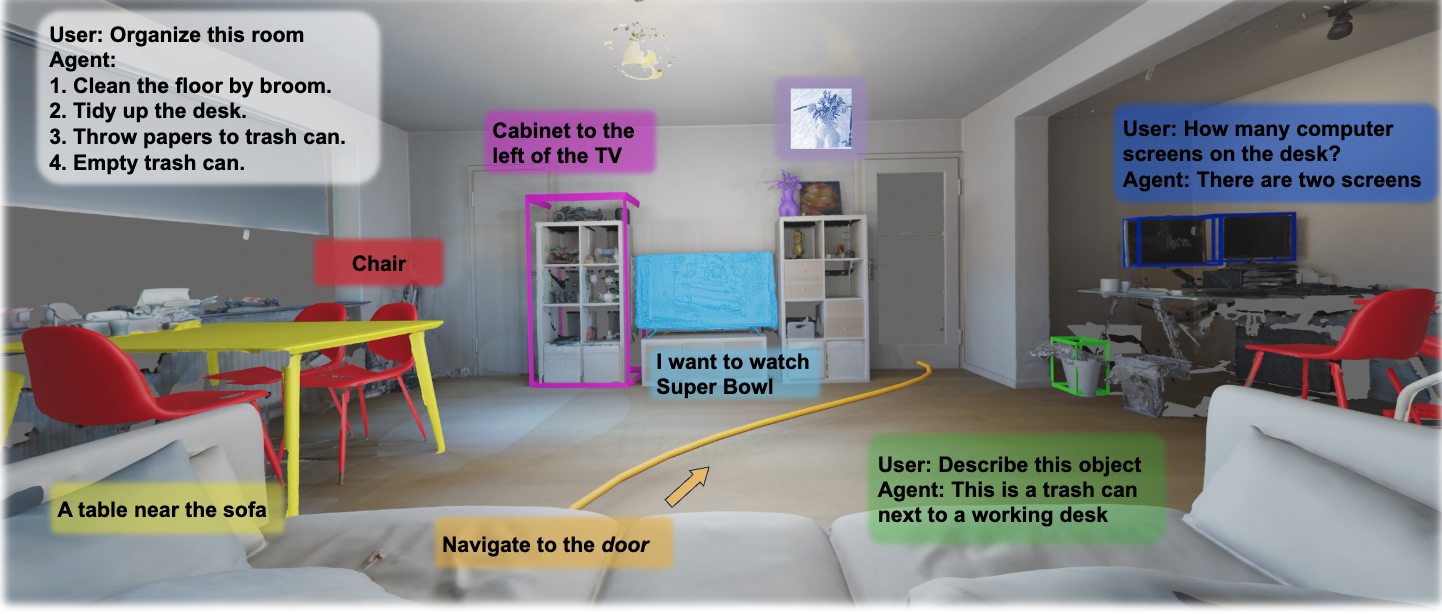 User: Organize this room
Agent:
1. Clean the floor by broom.
2. Tidy up the desk.
3. Throw papers to trash can.
4. Empty trash can.
Cabinet to the
left of the TV
User: How many computer
screens on the desk?
Agent: There are two screens
Chair
I want to watch
Super Bowl
User: Describe this object
Agent: This is a trash can
next to a working desk
A table near the sofa
Navigate to the door